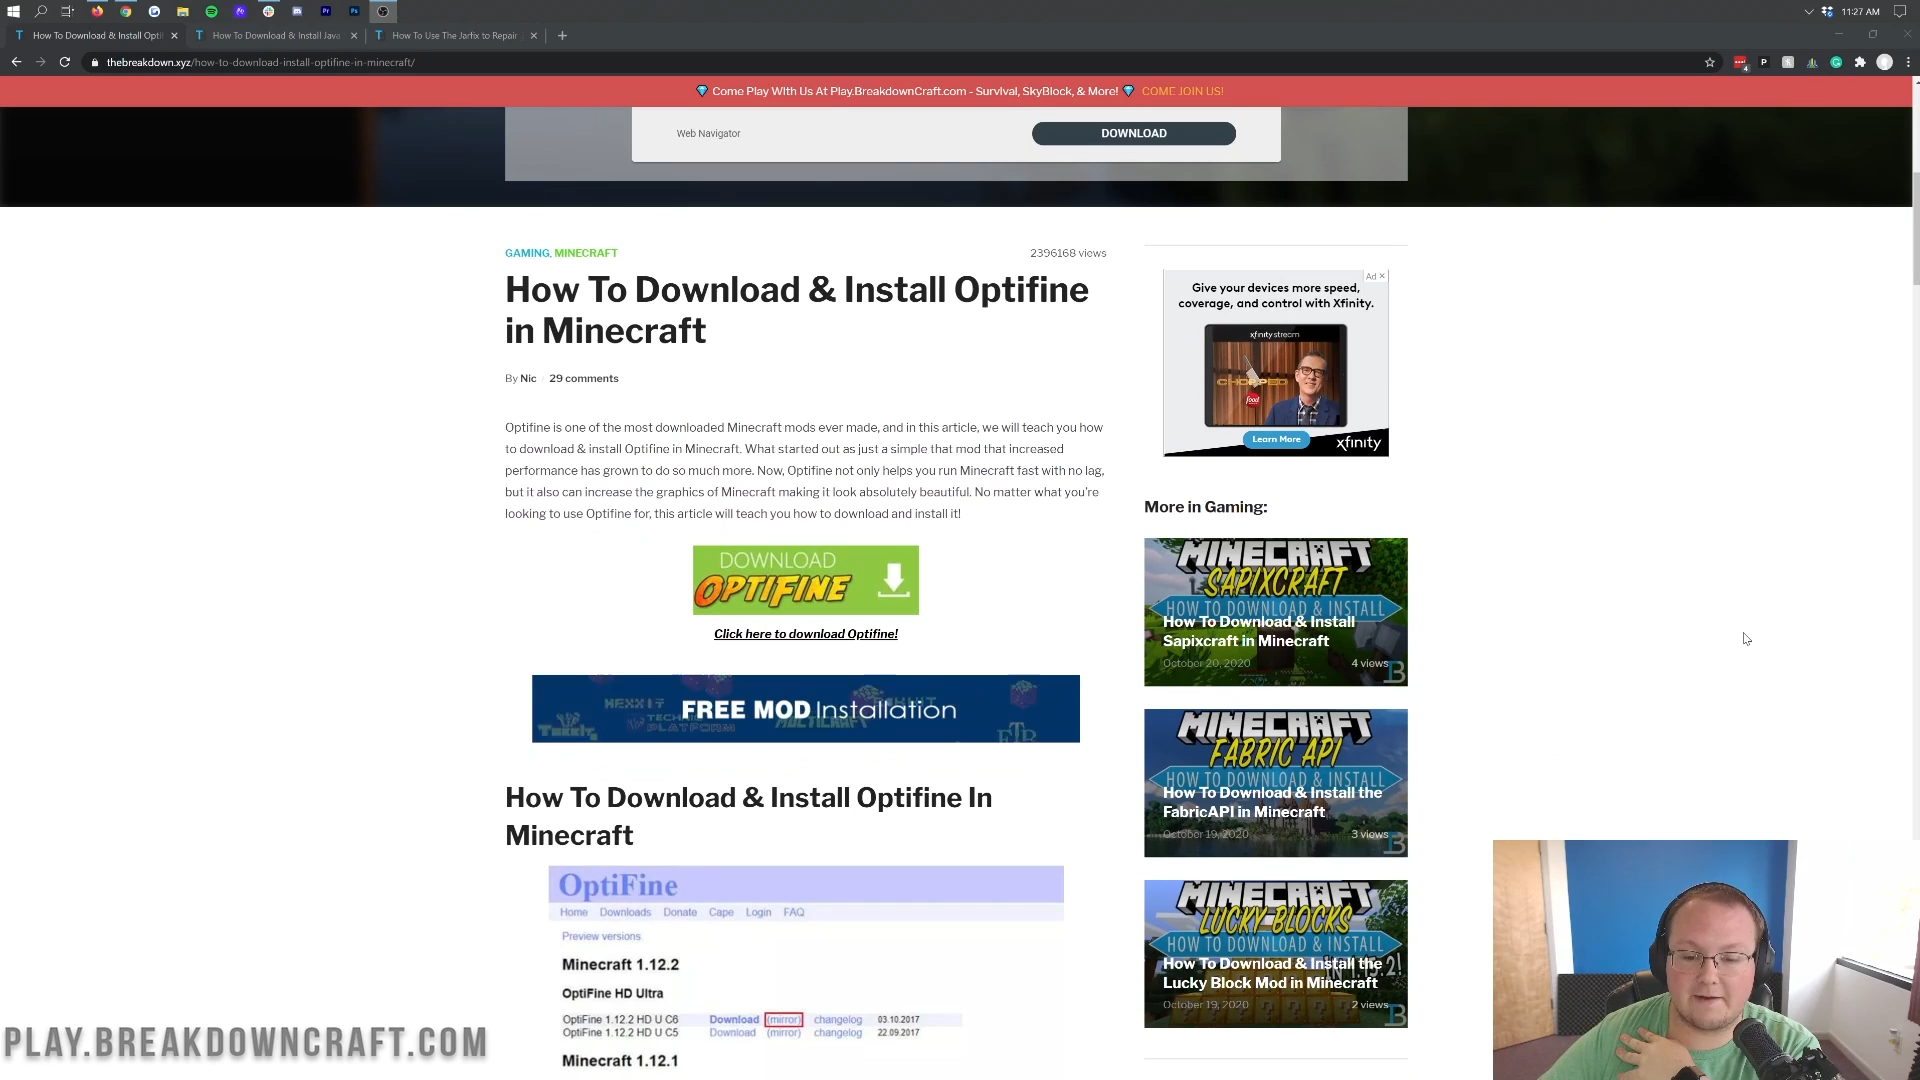 11:27 AM
How To Download & Install Opti
How To Download & Install Java
How To Use The Jarfix to Repair
thebreakdown.xyz/how-to-download-install-optifine-in-minecraft/
Come Play With Us At Play.BreakdownCraft.com - Survival, SkyBlock, & More! COME JOIN US!
Web Navigator
DOWNLOAD
GAMING, MINECRAFT
2396168 views
How To Download & Install Optifine
in Minecraft
By Nic / 29 comments
Optifine is one of the most downloaded Minecraft mods ever made, and in this article, we will teach you how
to download & install Optifine in Minecraft. What started out as just a simple that mod that increased
performance has grown to do so much more. Now, Optifine not only helps you run Minecraft fast with no lag,
but it also can increase the graphics of Minecraft making it look absolutely beautiful. No matter what you're
looking to use Optifine for, this article will teach you how to download and install it!
DOWNLOAD
OPTIFINE
Click here to download Optifine!
FREE MOD Installation
How To Download & Install Optifine In
Minecraft
OptiFine
Home Downloads Donate Cape Login FAQ
Preview versions
Minecraft 1.12.2
OptiFine HD Ultra
OptiFine 1.12.2 HD U C6 Download (mirror) changelog 03.10.2017
OptiFine 1.12.2 HD U C5 Download (mirror) changelog 22.09.2017
Minecraft 1.12.1
Ad
Give your devices more speed,
coverage, and control with Xfinity.
xfinity stream
CHOPPED
food
Learn More
xfinity
More in Gaming:
MINECRAFT
SAPIXCRAFT
HOW TO DOWNLOAD & INSTALL
How To Download & Install
Sapixcraft in Minecraft
October 20, 2020
4 views
MINECRAFT
FABRIC API
HOW TO DOWNLOAD & INSTALL
How To Download & Install the
FabricAPI in Minecraft
October 19, 2020
3 views
MINECRAFT
LUCKY BLOCKS
HOW TO DOWNLOAD & INSTALL
IN 1.15.2!
How To Download & Install the
Lucky Block Mod in Minecraft
October 19, 2020
2 views
PLAY.BREAKDOWNCRAFT.COM